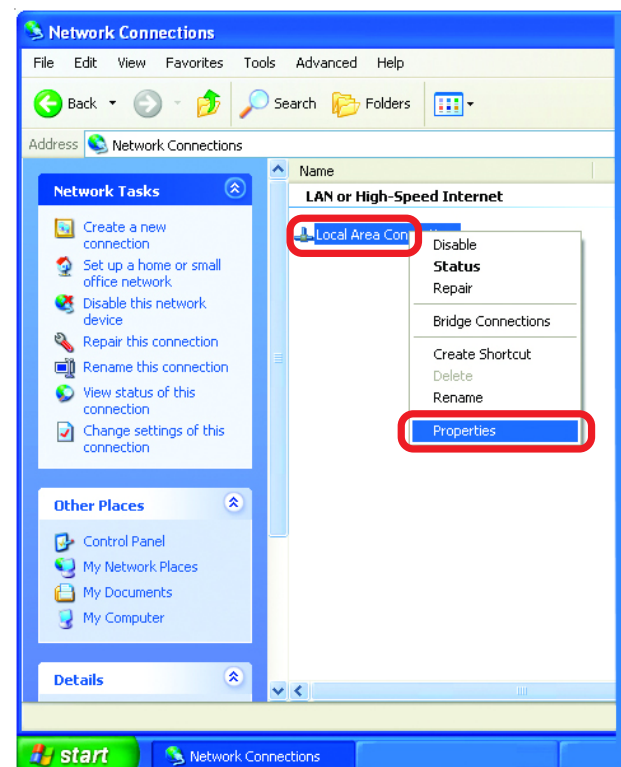 Network Connections
File Edit View Favorites Tools Advanced Help
Back Search Folders
Address Network Connections
Network Tasks
Create a new
connection
Set up a home or small
office network
Disable this network
device
Repair this connection
Rename this connection
View status of this
connection
Change settings of this
connection
Other Places
Control Panel
My Network Places
My Documents
My Computer
Details
Name
LAN or High-Speed Internet
Local Area Con
Disable
Status
Repair
Bridge Connections
Create Shortcut
Delete
Rename
Properties
start Network Connections